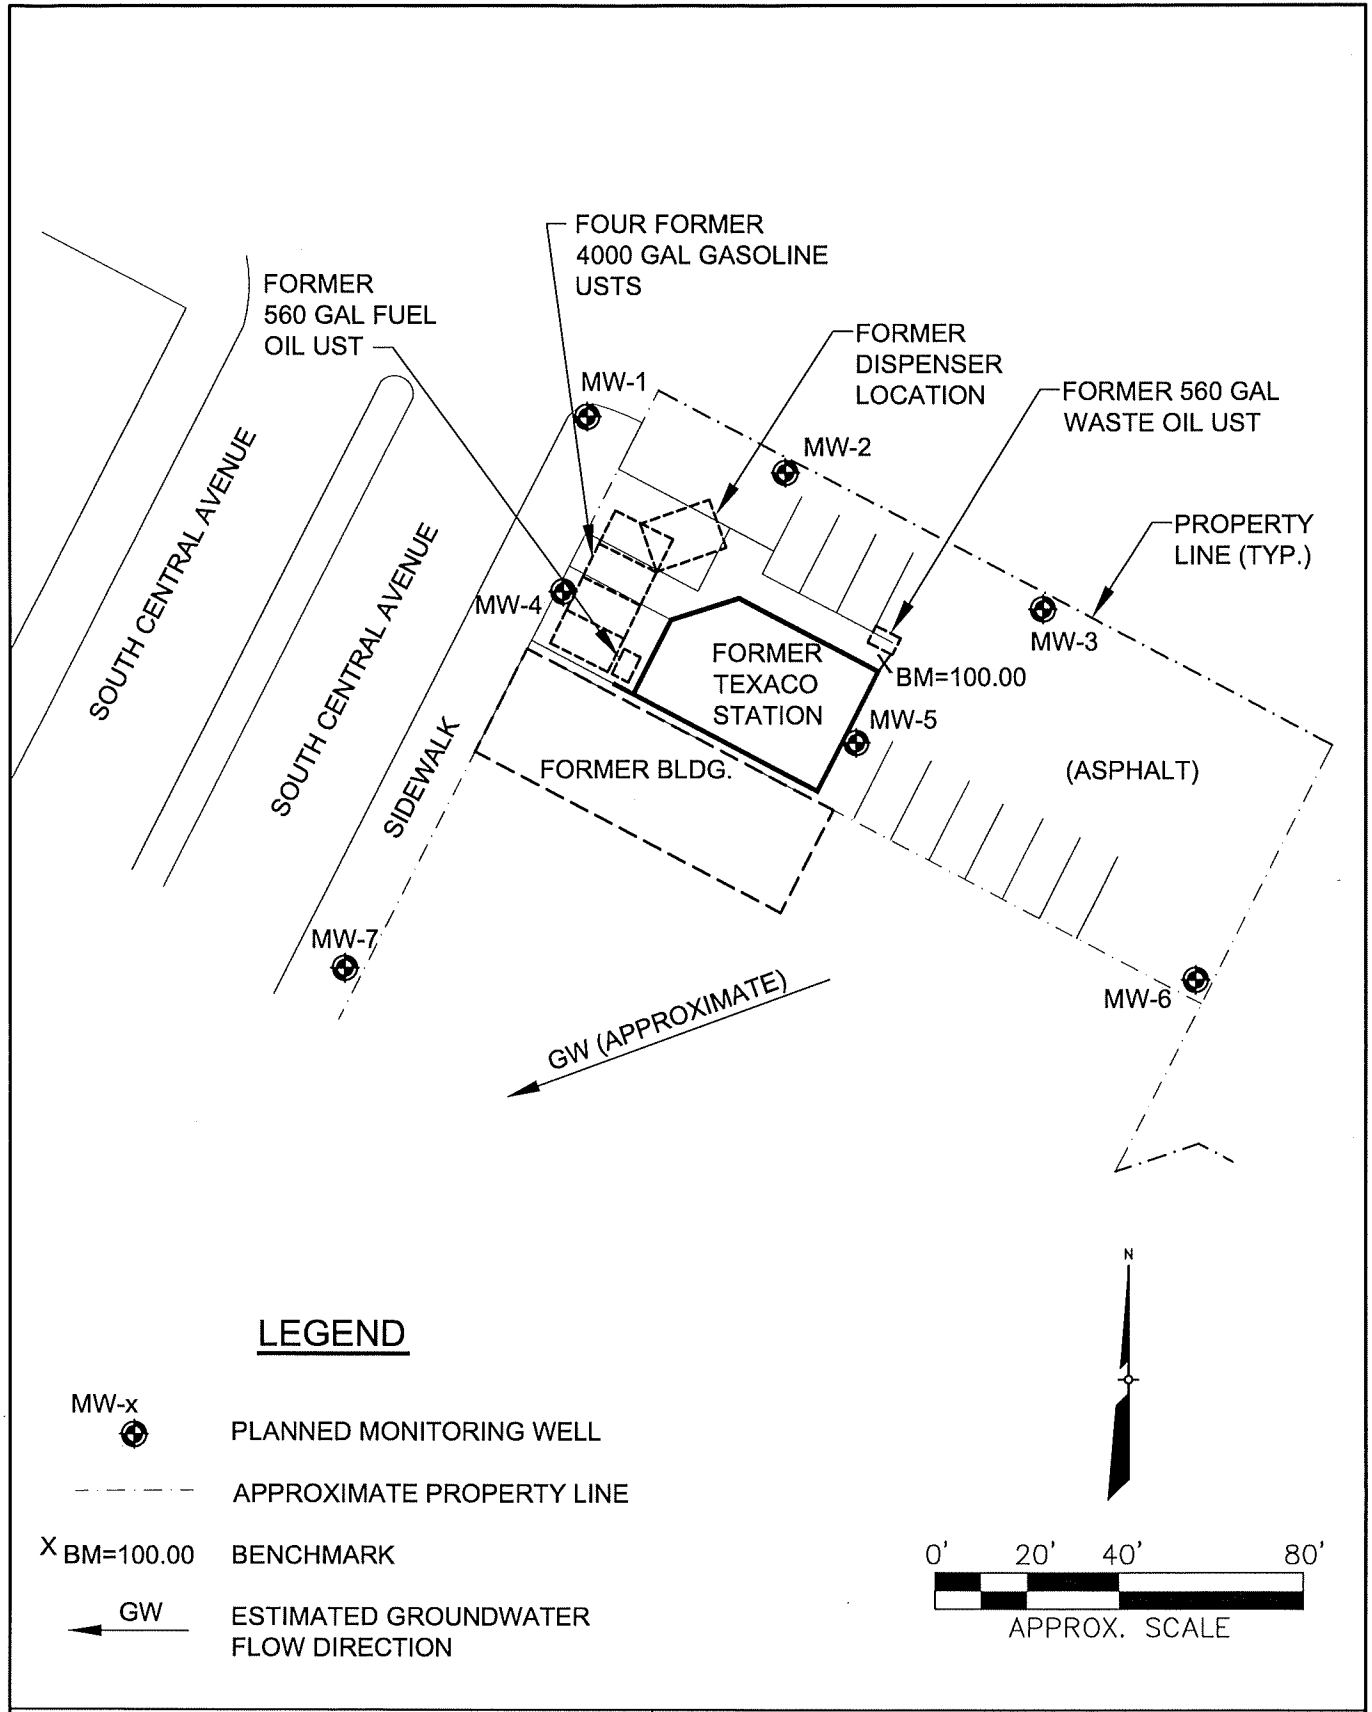 FOUR FORMER
4000 GAL GASOLINE
USTS
FORMER
560 GAL FUEL
OIL UST
FORMER
DISPENSER
LOCATION
MW-1
FORMER 560 GAL
WASTE OIL UST
MW-2
PROPERTY
LINE (TYP.)
SOUTH CENTRAL AVENUE
SOUTH CENTRAL AVENUE
SIDEWALK
MW-4
MW-3
FORMER
TEXACO
STATION
X
BM=100.00
MW-5
FORMER BLDG.
(ASPHALT)
MW-7
MW-6
GW (APPROXIMATE)
N
LEGEND
MW-x
PLANNED MONITORING WELL
APPROXIMATE PROPERTY LINE
X BM=100.00
BENCHMARK
GW
ESTIMATED GROUNDWATER
FLOW DIRECTION
0' 20' 40' 80'
APPROX. SCALE